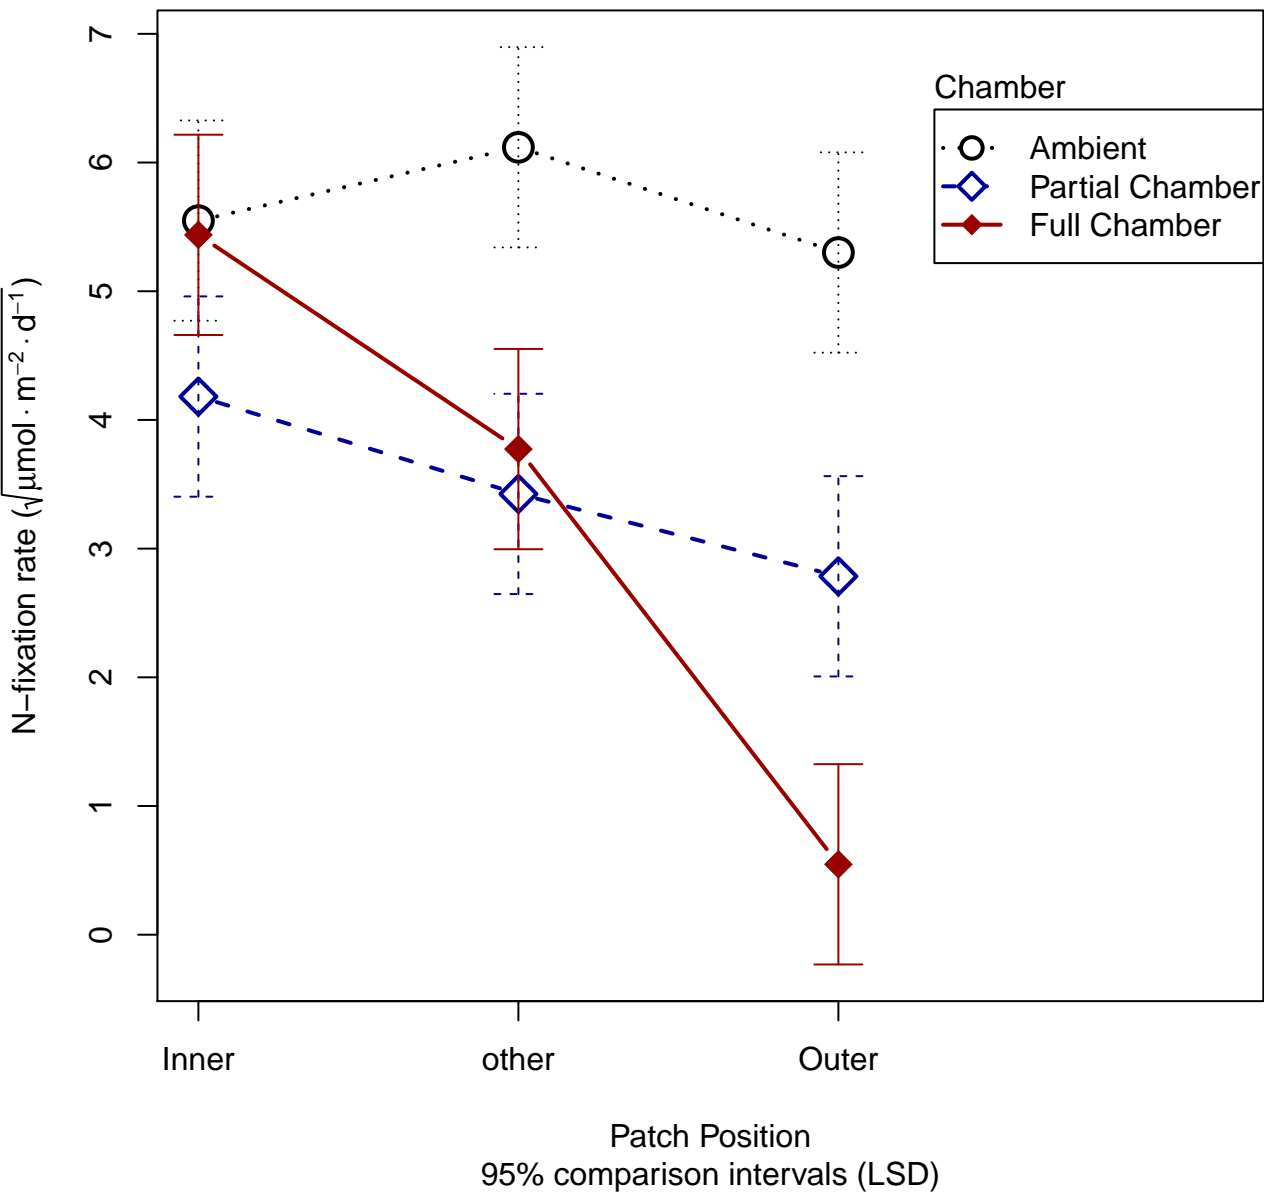 N−fixation rate (√μmol ⋅ m⁻² ⋅ d⁻¹)
7
6
5
4
3
2
1
0
Chamber
Ambient
Partial Chamber
Full Chamber
Inner
other
Outer
Patch Position
95% comparison intervals (LSD)